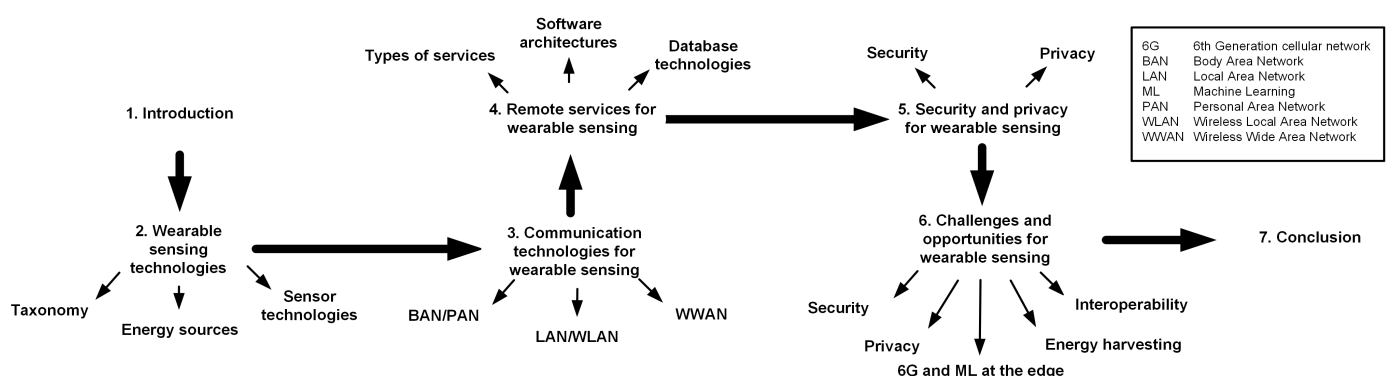 1. Introduction
2. Wearable
sensing
technologies
Taxonomy
Energy sources
Sensor
technologies
3. Communication
technologies for
wearable sensing
BAN/PAN
LAN/WLAN
WWAN
4. Remote services for
wearable sensing
Types of services
Software
architectures
Database
technologies
5. Security and privacy
for wearable sensing
Security
Privacy
6. Challenges and
opportunities for
wearable sensing
Security
Privacy
6G and ML at the edge
Energy harvesting
Interoperability
7. Conclusion
6G 6th Generation cellular network
BAN Body Area Network
LAN Local Area Network
ML Machine Learning
PAN Personal Area Network
WLAN Wireless Local Area Network
WWAN Wireless Wide Area Network